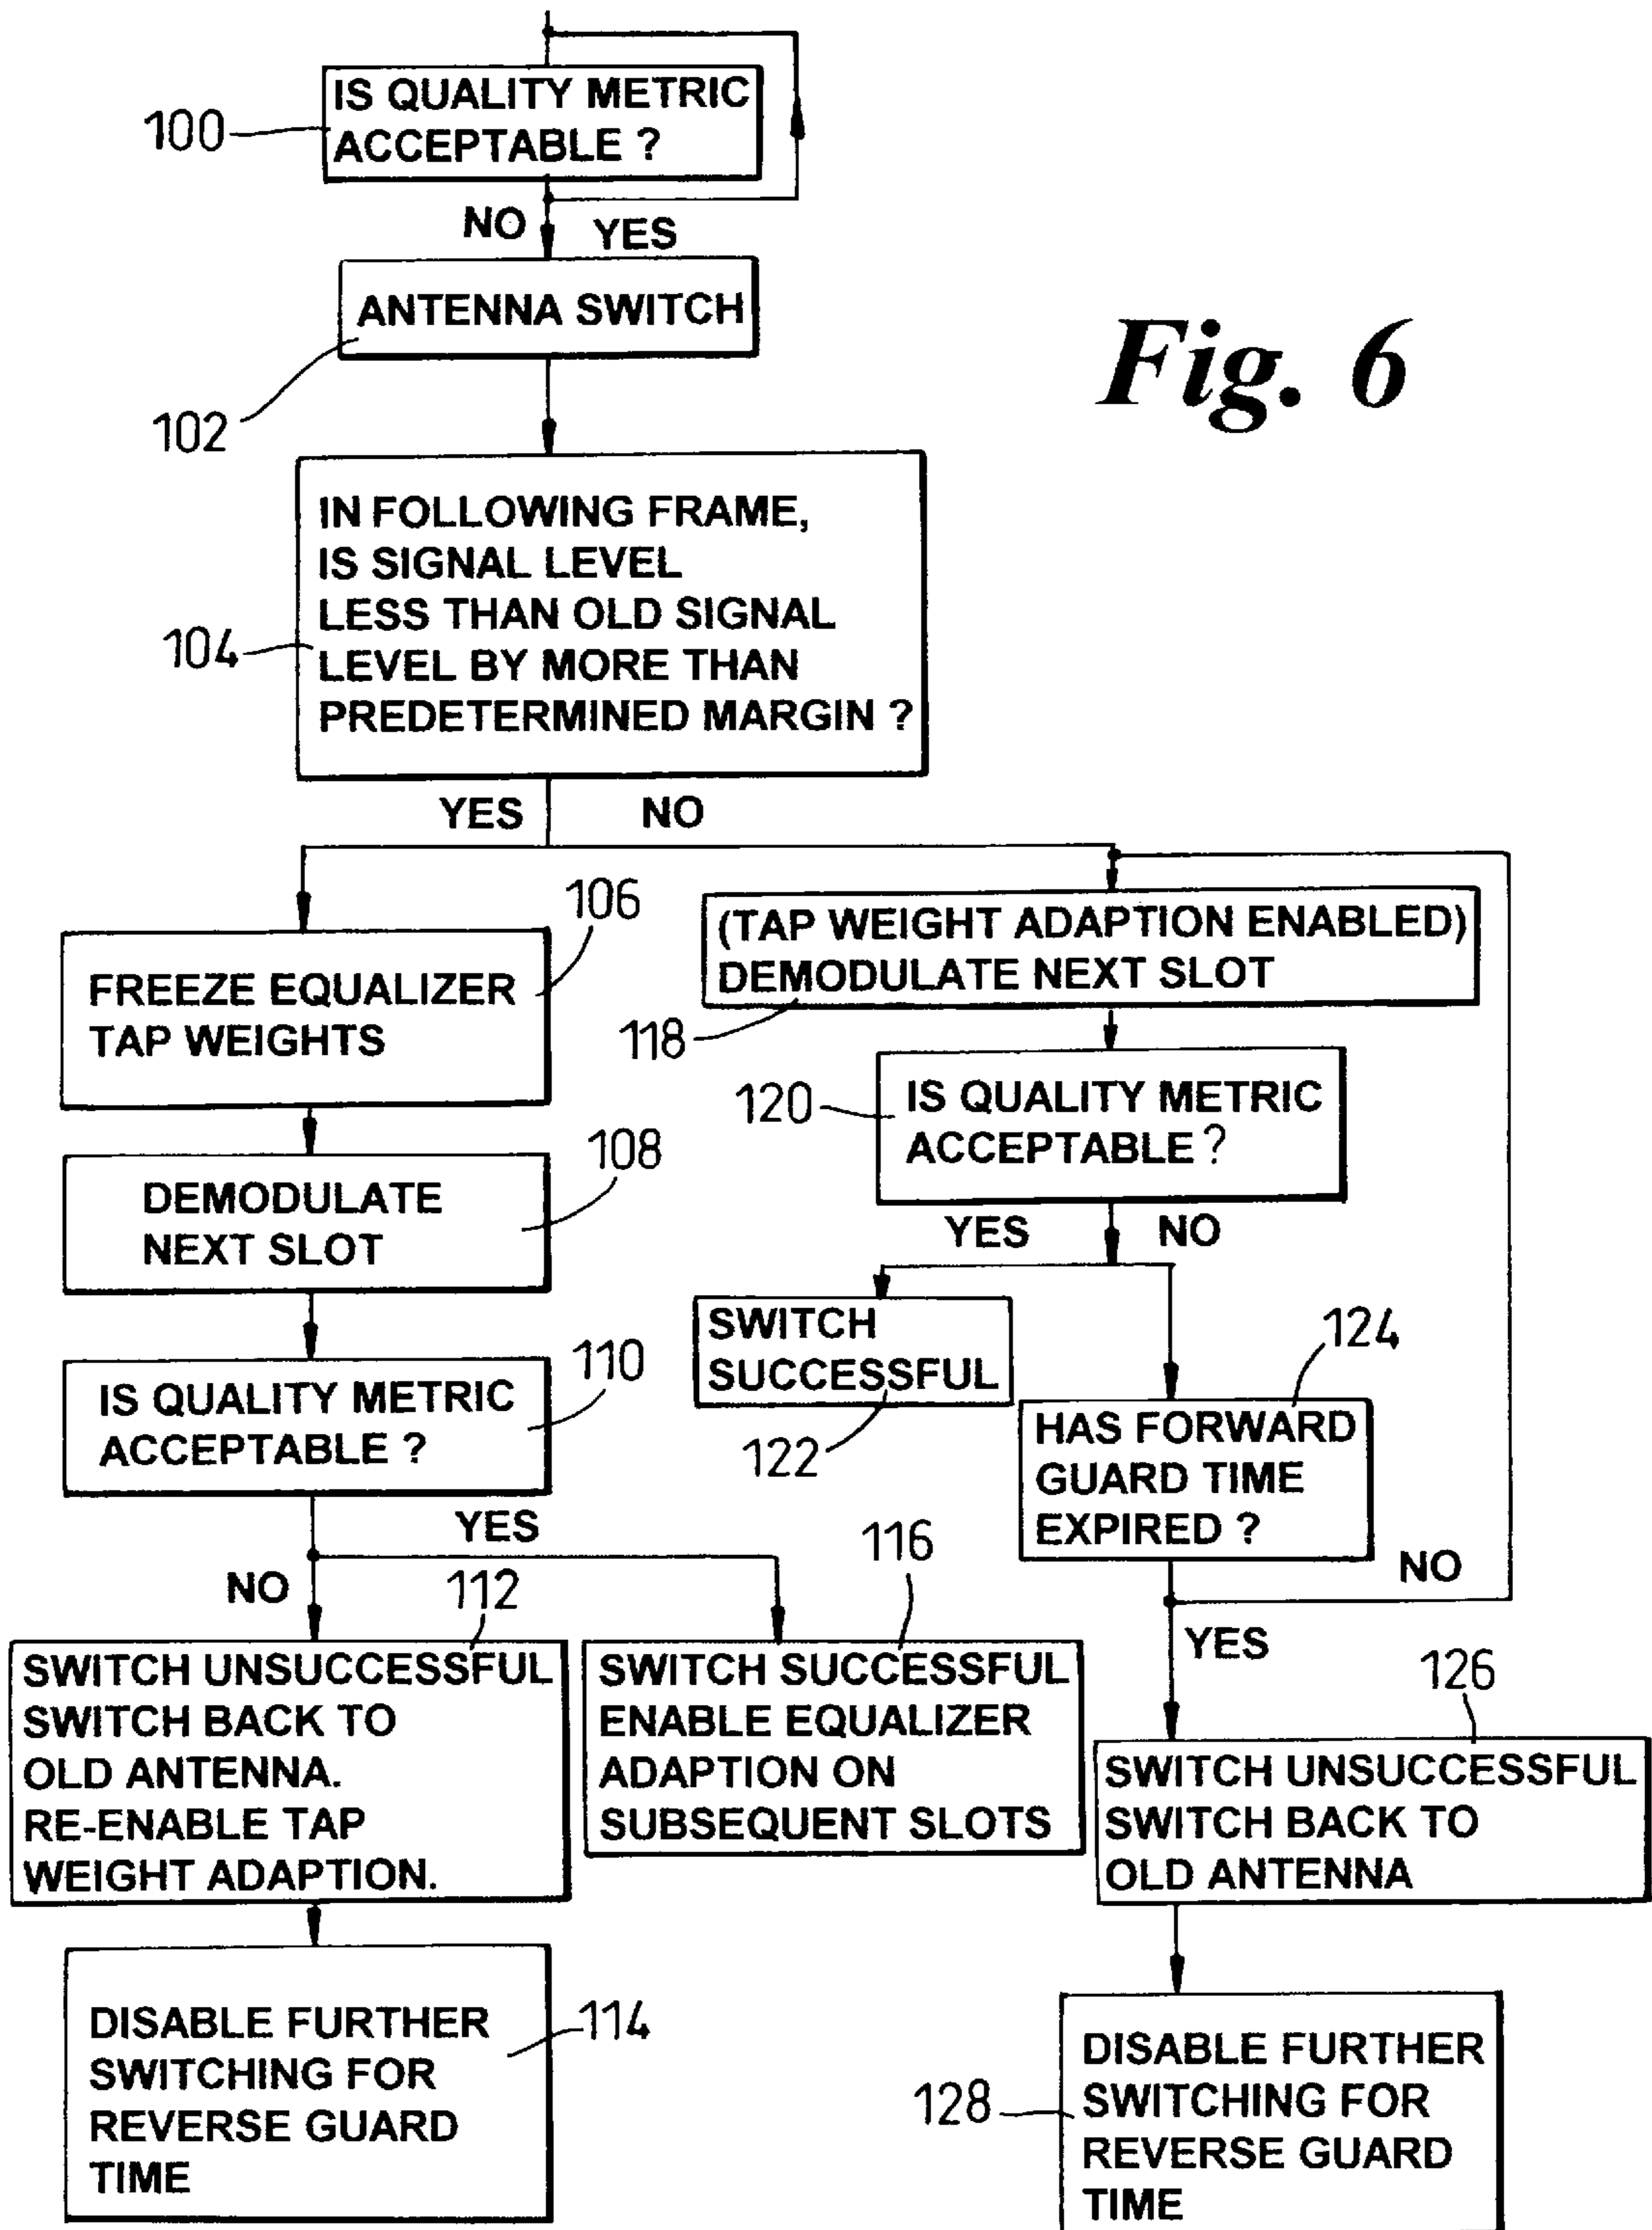 IS QUALITY METRIC
ACCEPTABLE ?
100
NO
YES
ANTENNA SWITCH
102
Fig. 6
IN FOLLOWING FRAME,
IS SIGNAL LEVEL
LESS THAN OLD SIGNAL
LEVEL BY MORE THAN
PREDETERMINED MARGIN ?
104
YES
NO
106
FREEZE EQUALIZER
TAP WEIGHTS
(TAP WEIGHT ADAPTION ENABLED)
DEMODULATE NEXT SLOT
118
108
DEMODULATE
NEXT SLOT
120
IS QUALITY METRIC
ACCEPTABLE ?
YES
NO
110
IS QUALITY METRIC
ACCEPTABLE ?
SWITCH
SUCCESSFUL
122
124
HAS FORWARD
GUARD TIME
EXPIRED ?
NO
YES
YES
NO
112
SWITCH UNSUCCESSFUL
SWITCH BACK TO
OLD ANTENNA.
RE-ENABLE TAP
WEIGHT ADAPTION.
116
SWITCH SUCCESSFUL
ENABLE EQUALIZER
ADAPTION ON
SUBSEQUENT SLOTS
126
SWITCH UNSUCCESSFUL
SWITCH BACK TO
OLD ANTENNA
DISABLE FURTHER
SWITCHING FOR
REVERSE GUARD
TIME
114
128
DISABLE FURTHER
SWITCHING FOR
REVERSE GUARD
TIME